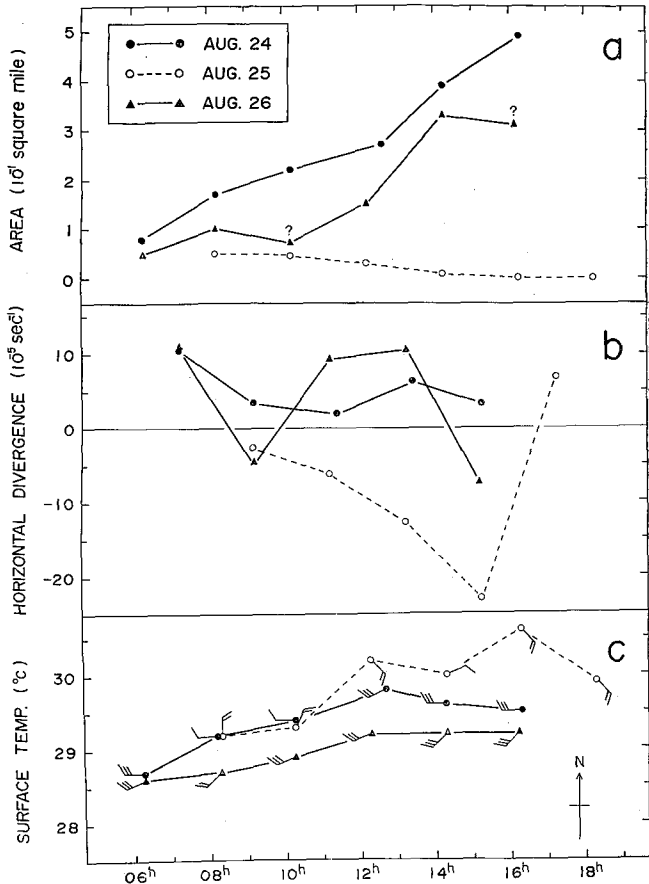 a
AREA (10⁻¹ square mile)
5
4
3
2
1
0
AUG. 24
AUG. 25
AUG. 26
?
?
b
HORIZONTAL DIVERGENCE (10⁻⁵ sec⁻¹)
10
0
-10
-20
c
SURFACE TEMP. (°C)
30
29
28
N
06ʰ 08ʰ 10ʰ 12ʰ 14ʰ 16ʰ 18ʰ